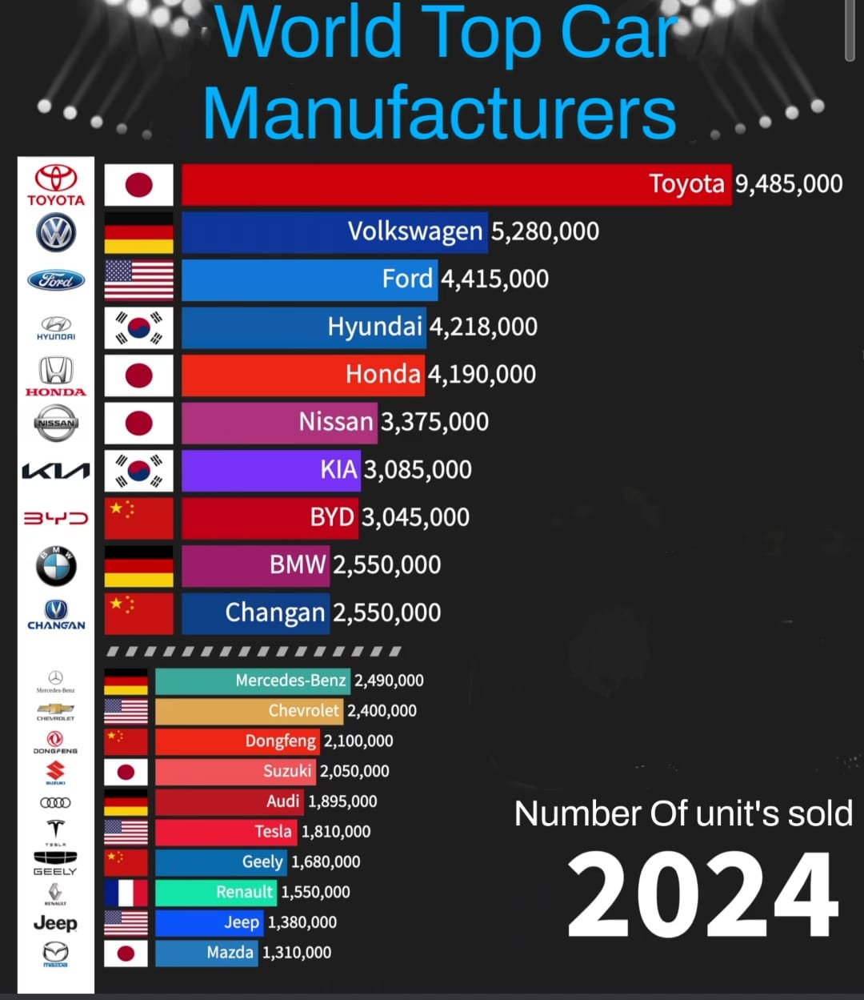 World Top Car
Manufacturers
TOYOTA Toyota 9,485,000
Volkswagen 5,280,000
Ford Ford 4,415,000
HYUNDAI Hyundai 4,218,000
HONDA Honda 4,190,000
NISSAN Nissan 3,375,000
KIA KIA 3,085,000
BYD BYD 3,045,000
BMW BMW 2,550,000
CHANGAN Changan 2,550,000
Mercedes-Benz Mercedes-Benz 2,490,000
CHEVROLET Chevrolet 2,400,000
DONGFENG Dongfeng 2,100,000
SUZUKI Suzuki 2,050,000
Audi 1,895,000
TESLA Tesla 1,810,000
GEELY Geely 1,680,000
RENAULT Renault 1,550,000
Jeep Jeep 1,380,000
mazda Mazda 1,310,000
Number Of unit's sold
2024